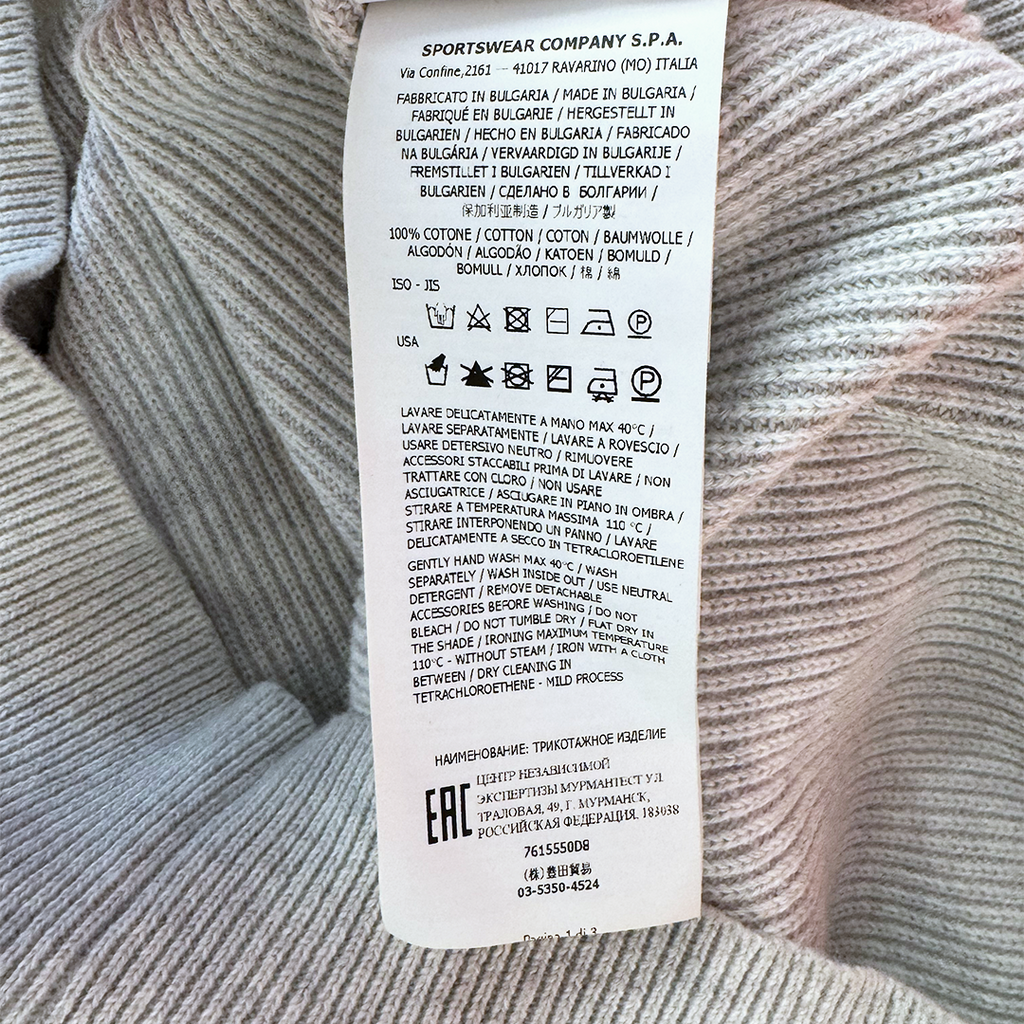 SPORTSWEAR COMPANY S.P.A.
Via Confine,2161 — 41017 RAVARINO (MO) ITALIA
FABBRICATO IN BULGARIA / MADE IN BULGARIA /
FABRIQUÉ EN BULGARIE / HERGESTELLT IN
BULGARIEN / HECHO EN BULGARIA / FABRICADO
NA BULGÁRIA / VERVAARDIGD IN BULGARIJE /
FREMSTILLET I BULGARIEN / TILLVERKAD I
BULGARIEN / СДЕЛАНО В БОЛГАРИИ /
保加利亚制造 / ブルガリア製
100% COTONE / COTTON / COTON / BAUMWOLLE /
ALGODÓN / ALGODÃO / KATOEN / BOMULD /
BOMULL / ХЛОПОК / 棉 / 綿
ISO - JIS
P
USA
P
LAVARE DELICATAMENTE A MANO MAX 40°C /
LAVARE SEPARATAMENTE / LAVARE A ROVESCIO /
USARE DETERSIVO NEUTRO / RIMUOVERE
ACCESSORI STACCABILI PRIMA DI LAVARE / NON
TRATTARE CON CLORO / NON USARE
ASCIUGATRICE / ASCIUGARE IN PIANO IN OMBRA /
STIRARE A TEMPERATURA MASSIMA 110 °C /
STIRARE INTERPONENDO UN PANNO / LAVARE
DELICATAMENTE A SECCO IN TETRACLOROETILENE
GENTLY HAND WASH MAX 40°C / WASH
SEPARATELY / WASH INSIDE OUT / USE NEUTRAL
DETERGENT / REMOVE DETACHABLE
ACCESSORIES BEFORE WASHING / DO NOT
BLEACH / DO NOT TUMBLE DRY / FLAT DRY IN
THE SHADE / IRONING MAXIMUM TEMPERATURE
110°C - WITHOUT STEAM / IRON WITH A CLOTH
BETWEEN / DRY CLEANING IN
TETRACHLOROETHENE - MILD PROCESS
НАИМЕНОВАНИЕ: ТРИКОТАЖНОЕ ИЗДЕЛИЕ
EAC
ЦЕНТР НЕЗАВИСИМОЙ
ЭКСПЕРТИЗЫ МУРМАНТЕСТ УЛ.
ТРАЛОВАЯ, 49, Г. МУРМАНСК,
РОССИЙСКАЯ ФЕДЕРАЦИЯ. 183038
7615550D8
(株)豊田貿易
03-5350-4524
Pagina 1 di 3